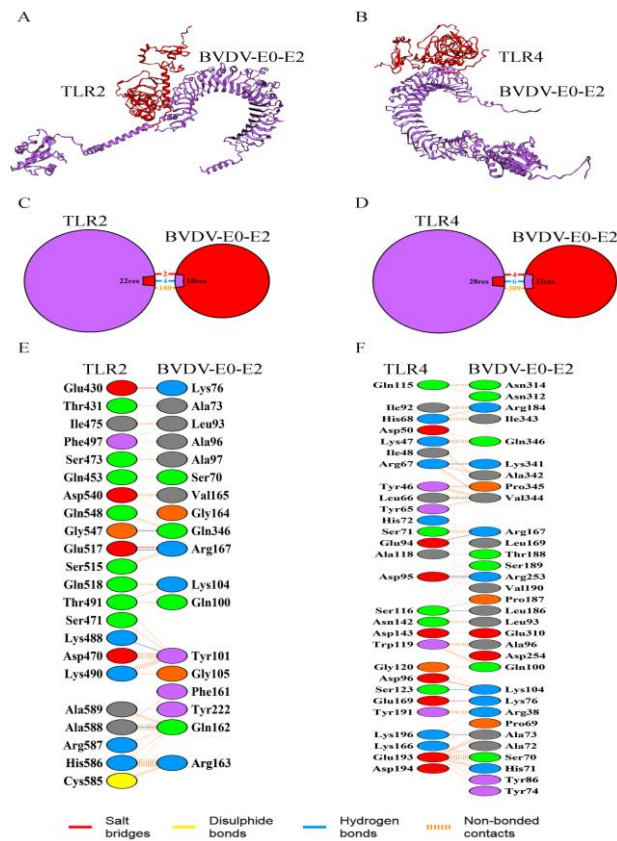 A
B
TLR2
BVDV-E0-E2
TLR4
BVDV-E0-E2
C
D
TLR2
BVDV-E0-E2
22res
2
4
180
18res
TLR4
BVDV-E0-E2
28res
4
6
309
32res
E
F
TLR2 BVDV-E0-E2
Glu430 Lys76
Thr431 Ala73
Ile475 Leu93
Phe497 Ala96
Ser473 Ala97
Gln453 Ser70
Asp540 Val165
Gln548 Gly164
Gly547 Gln346
Glu517 Arg167
Ser515
Gln518 Lys104
Thr491 Gln100
Ser471
Lys488
Asp470 Tyr101
Lys490 Gly105
Phe161
Ala589 Tyr222
Ala588 Gln162
Arg587
His586 Arg163
Cys585
TLR4 BVDV-E0-E2
Gln115 Asn314
Asn312
Ile92 Arg184
His68 Ile343
Asp50
Lys47 Gln346
Ile48
Arg67 Lys341
Ala342
Tyr46 Pro345
Leu66 Val344
Tyr65
His72
Ser71 Arg167
Glu94 Leu169
Ala118 Thr188
Ser189
Asp95 Arg253
Val190
Pro187
Ser116 Leu186
Asn142 Leu93
Asp143 Glu310
Trp119 Ala96
Asp254
Gly120 Gln100
Asp96
Ser123 Lys104
Glu169 Lys76
Tyr191 Arg38
Pro69
Lys196 Ala73
Lys166 Ala72
Glu193 Ser70
Asp194 His71
Tyr86
Tyr74
Salt bridges
Disulphide bonds
Hydrogen bonds
Non-bonded contacts